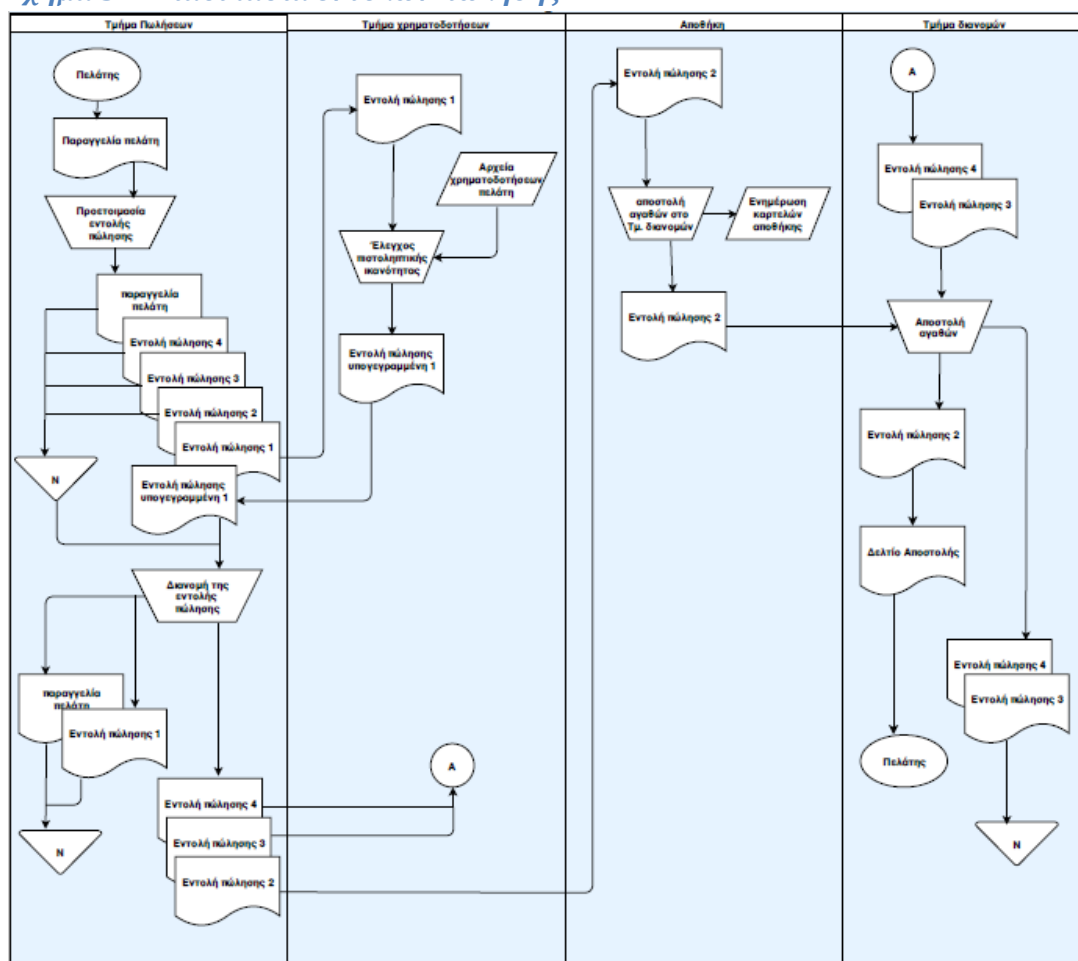 Τμήμα Πωλήσεων
Τμήμα χρηματοδοτήσεων
Αποθήκη
Τμήμα διανομών
Πελάτης
Παραγγελία πελάτη
Προετοιμασία
εντολής
πώλησης
παραγγελία
πελάτη
Εντολή πώλησης 4
Εντολή πώλησης 3
Εντολή πώλησης 2
Εντολή πώλησης 1
N
Εντολή πώλησης
υπογεγραμμένη 1
Διανομή της
εντολής
πώλησης
παραγγελία
πελάτη
Εντολή πώλησης 1
N
Εντολή πώλησης 4
Εντολή πώλησης 3
Εντολή πώλησης 2
Εντολή πώλησης 1
Αρχεία
χρηματοδοτήσεων
πελάτη
Έλεγχος
πιστοληπτικής
ικανότητας
Εντολή πώλησης
υπογεγραμμένη 1
A
Εντολή πώλησης 2
αποστολή
αγαθών στο
Τμ. διανομών
Ενημέρωση
καρτελών
αποθήκης
Εντολή πώλησης 2
A
Εντολή πώλησης 4
Εντολή πώλησης 3
Αποστολή
αγαθών
Εντολή πώλησης 2
Δελτίο Αποστολής
Εντολή πώλησης 4
Εντολή πώλησης 3
Πελάτης
N